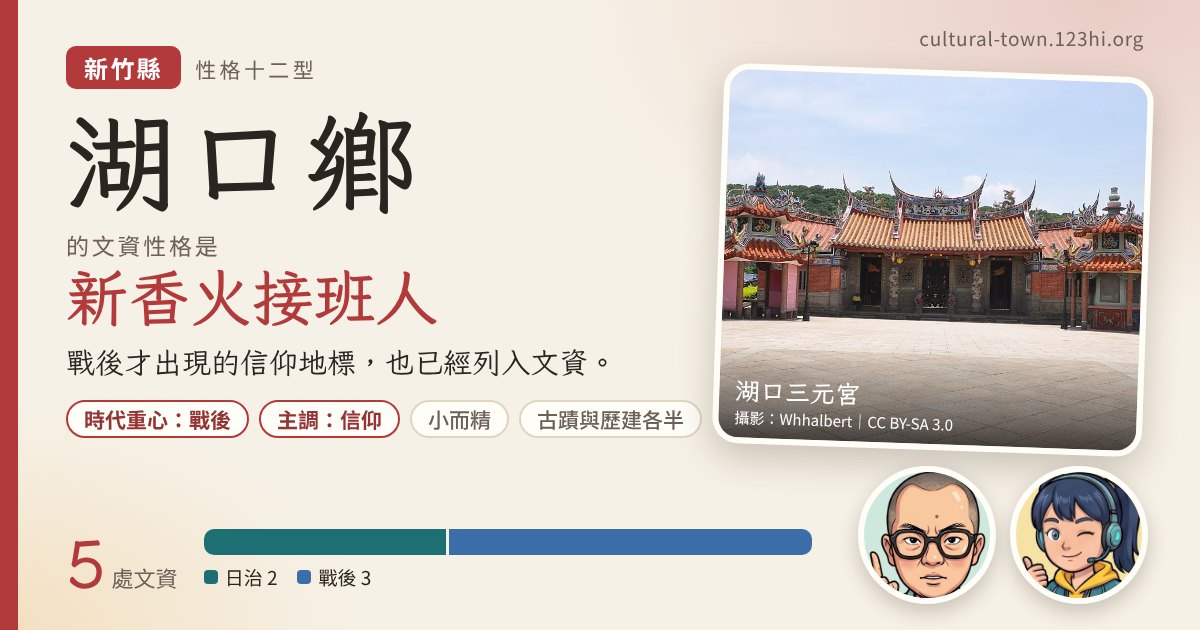 cultural-town.123hi.org
新竹縣 性格十二型
湖口鄉
的文資性格是
新香火接班人
戰後才出現的信仰地標，也已經列入文資。
時代重心：戰後 主調：信仰 小而精 古蹟與歷建各半
湖口三元宮
攝影：Whhalbert｜CC BY-SA 3.0
5 處文資
日治 2 戰後 3